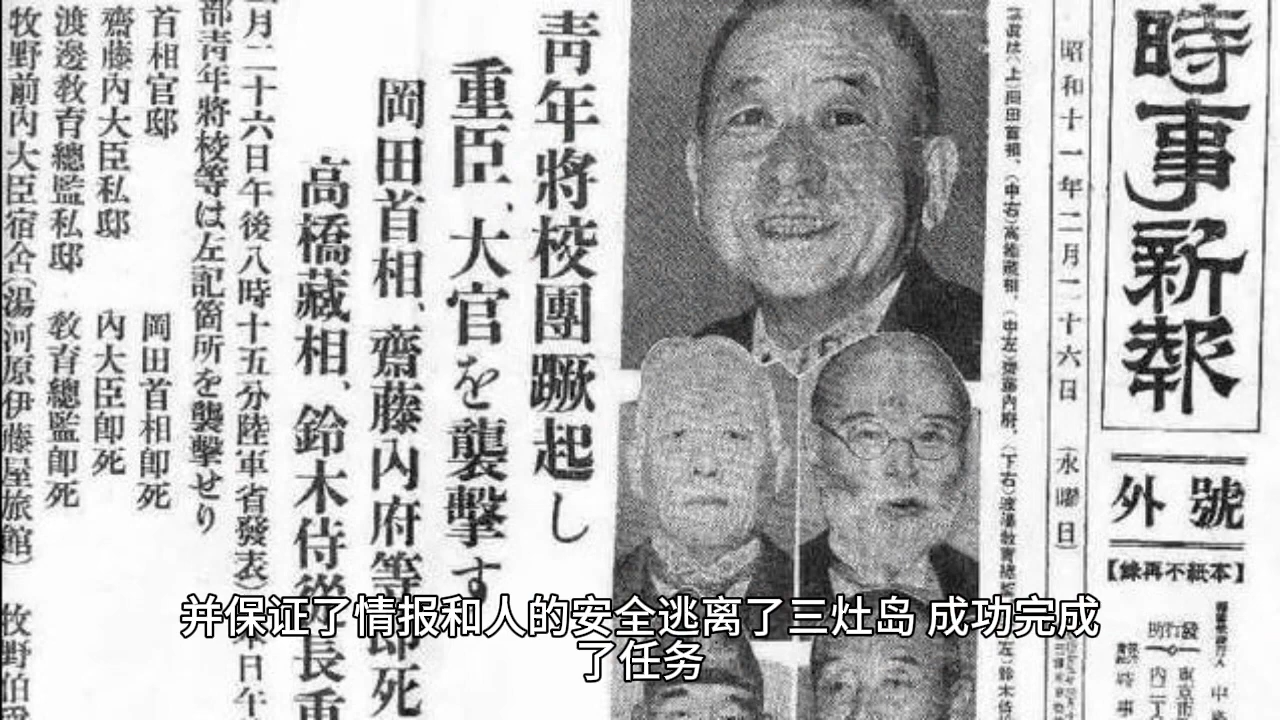 時事新報
號外
【本紙不再錄】
昭和十一年二月二十六日 (水曜日)
青年將校團蹶起し
重臣、大官を襲擊す
岡田首相、齋藤內府等即死
高橋藏相、鈴木侍從長重
月二十六日午後八時十五分陸軍省發表)
部青年將校等は左記箇所を襲擊せり
首相官邸 岡田首相即死
齋藤內大臣私邸 內大臣即死
渡邊敎育總監私邸 敎育總監即死
牧野前內大臣宿舍(湯河原伊藤屋旅館) 牧野伯
并保证了情报和人的安全逃离了三灶岛 成功完成
了任务